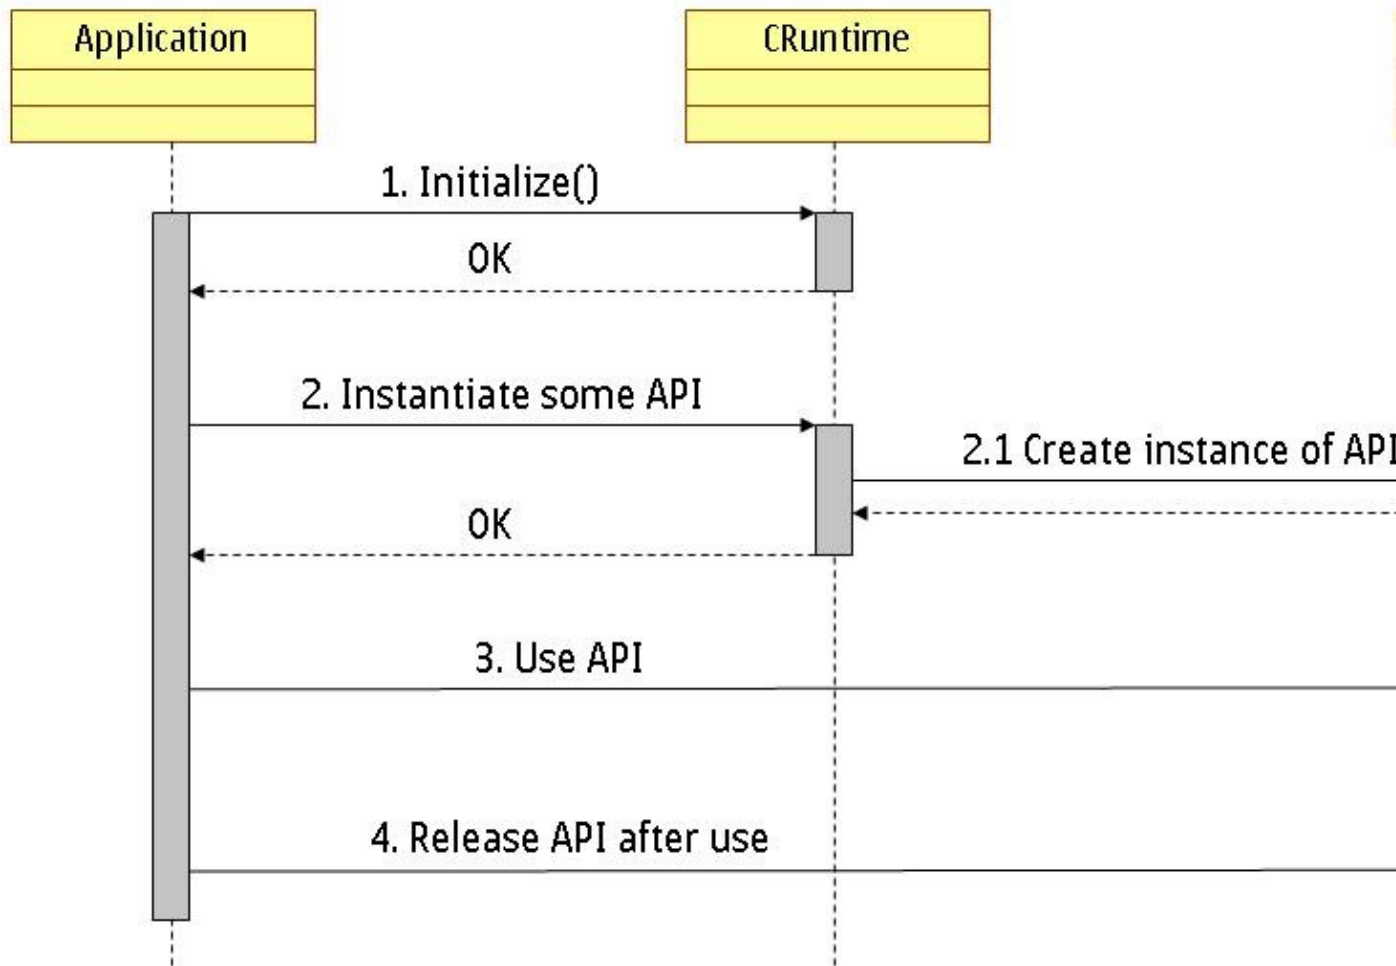 Application
CRuntime
1. Initialize()
OK
2. Instantiate some API
2.1 Create instance of API
OK
3. Use API
4. Release API after use